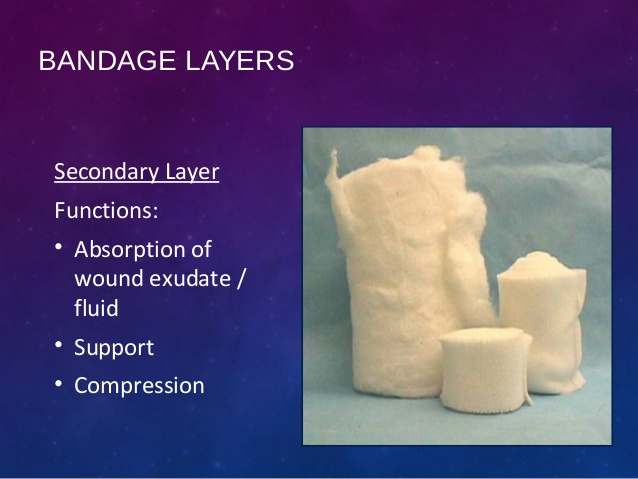 BANDAGE LAYERS
Secondary Layer
Functions:
• Absorption of
wound exudate /
fluid
• Support
• Compression